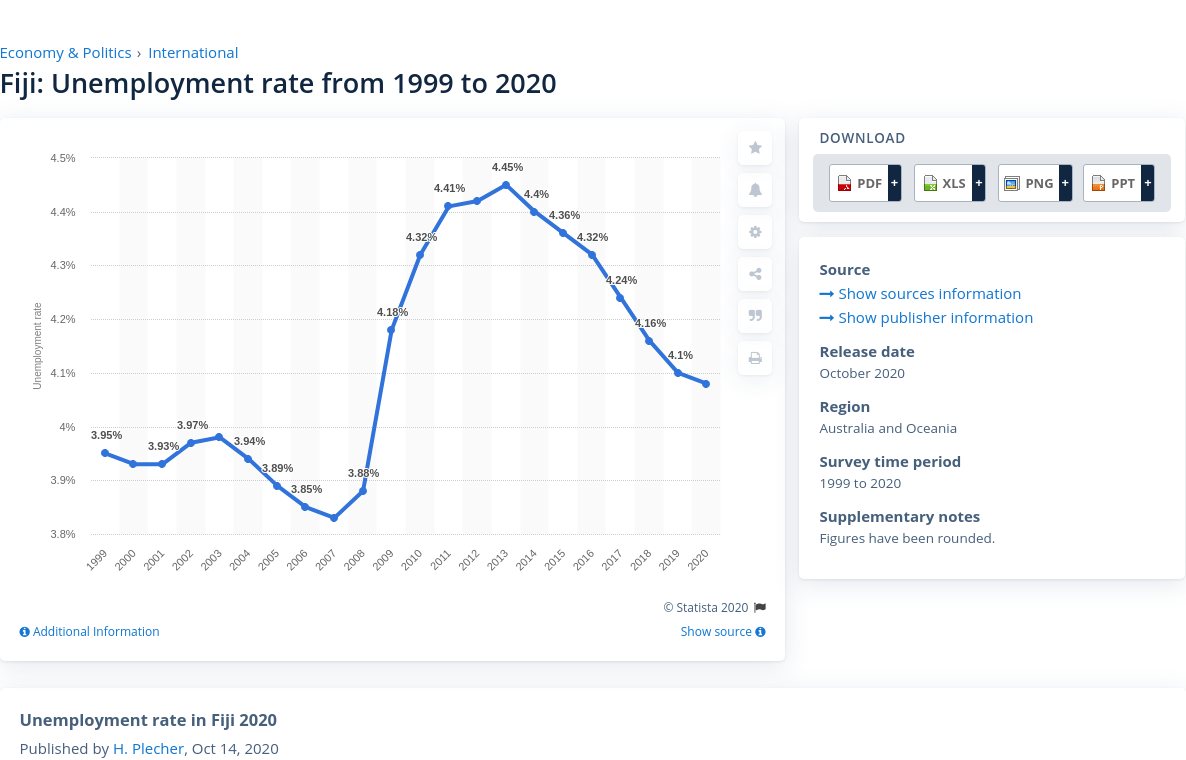 Economy & Politics › International
Fiji: Unemployment rate from 1999 to 2020
4.5%
4.4%
4.3%
4.2%
4.1%
4%
3.9%
3.8%
Unemployment rate
3.95%
3.93%
3.97%
3.94%
3.89%
3.85%
3.88%
4.18%
4.32%
4.41%
4.45%
4.4%
4.36%
4.32%
4.24%
4.16%
4.1%
1999
2000
2001
2002
2003
2004
2005
2006
2007
2008
2009
2010
2011
2012
2013
2014
2015
2016
2017
2018
2019
2020
© Statista 2020
Additional Information
Show source
DOWNLOAD
PDF +
XLS +
PNG +
PPT +
Source
Show sources information
Show publisher information
Release date
October 2020
Region
Australia and Oceania
Survey time period
1999 to 2020
Supplementary notes
Figures have been rounded.
Unemployment rate in Fiji 2020
Published by H. Plecher, Oct 14, 2020